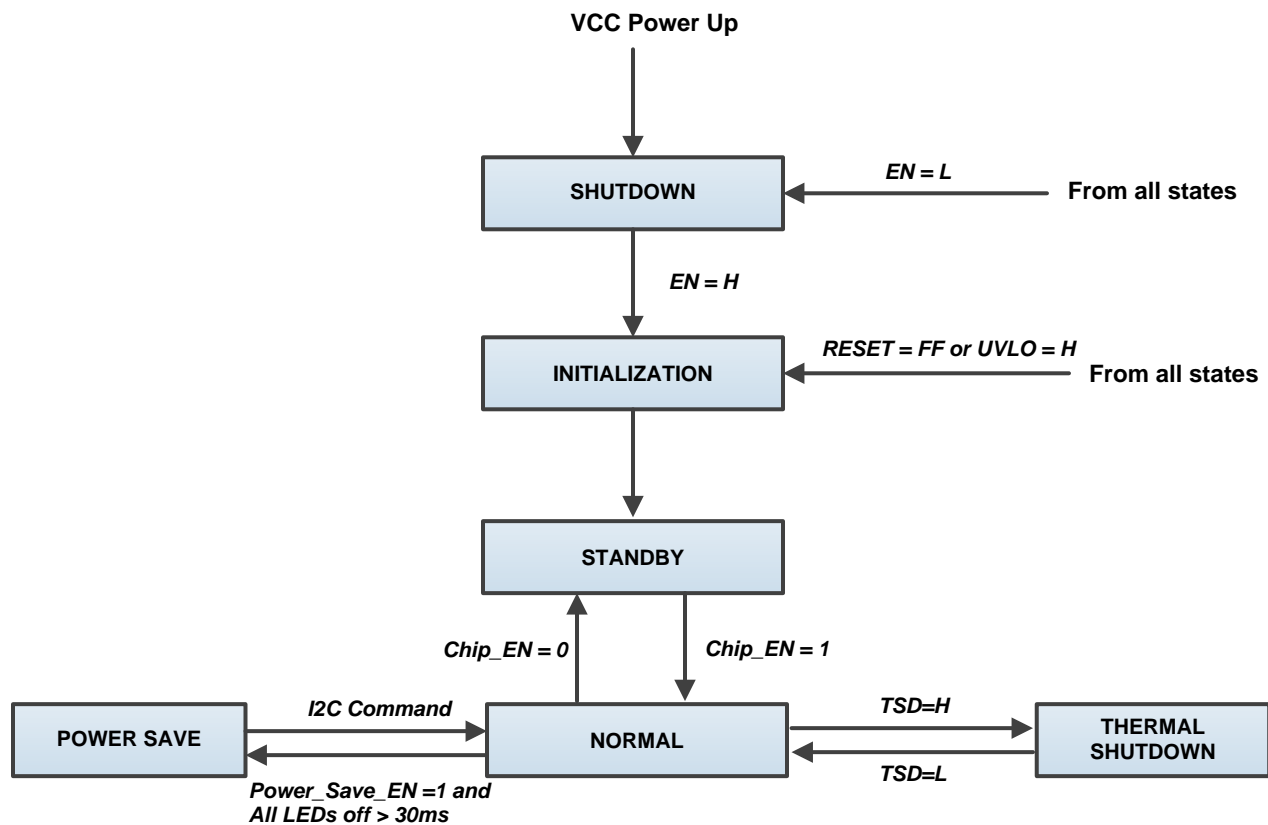 VCC Power Up
SHUTDOWN
EN = L
From all states
EN = H
INITIALIZATION
RESET = FF or UVLO = H
From all states
STANDBY
Chip_EN = 0
Chip_EN = 1
POWER SAVE
I2C Command
NORMAL
TSD=H
THERMAL
SHUTDOWN
TSD=L
Power_Save_EN =1 and
All LEDs off > 30ms